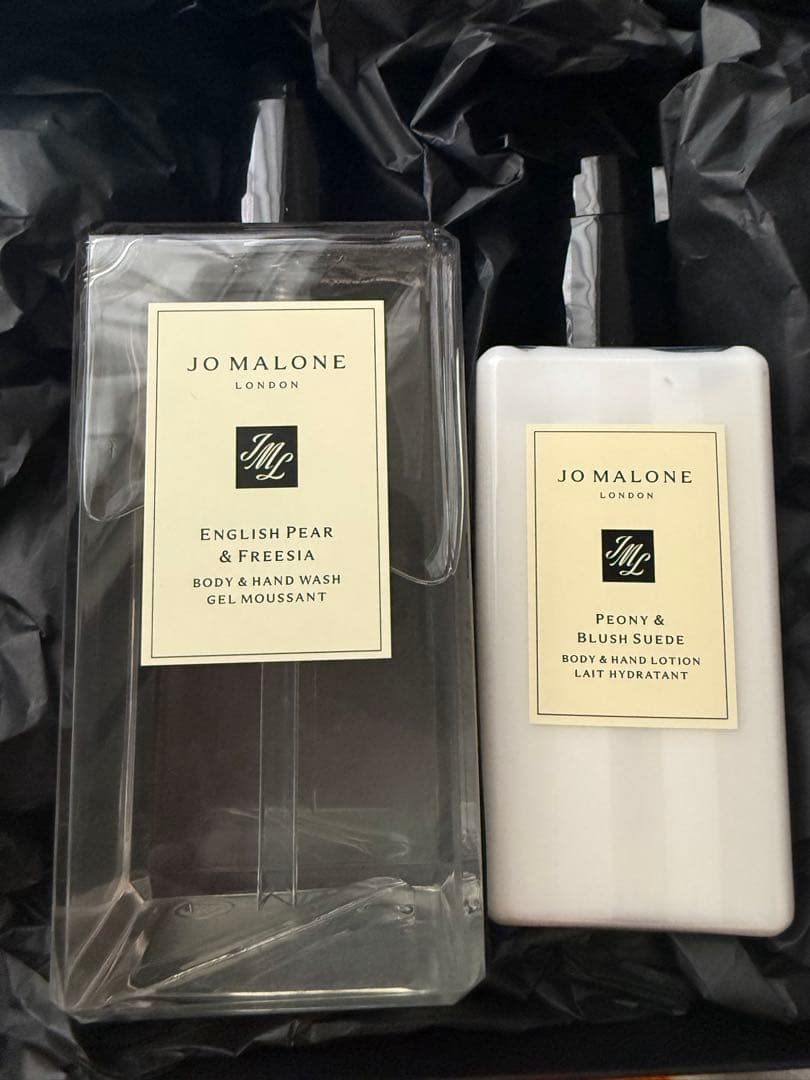 JO MALONE
LONDON
JML
ENGLISH PEAR
& FREESIA
BODY & HAND WASH
GEL MOUSSANT
JO MALONE
LONDON
JML
PEONY &
BLUSH SUEDE
BODY & HAND LOTION
LAIT HYDRATANT